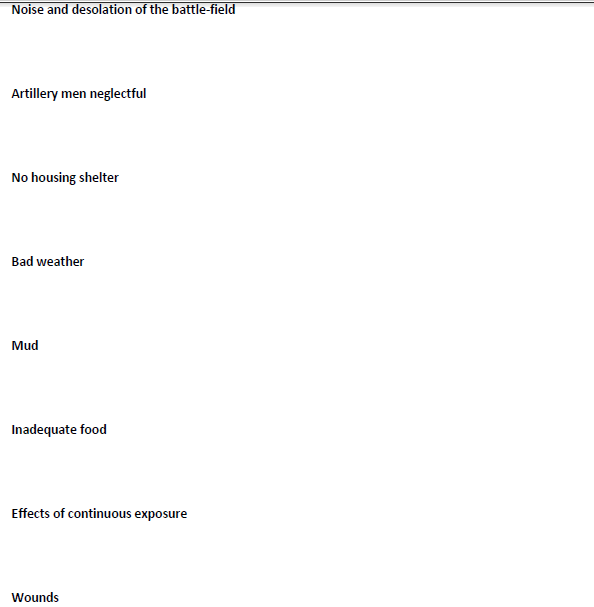 Noise and desolation of the battle-field
Artillery men neglectful
No housing shelter
Bad weather
Mud
Inadequate food
Effects of continuous exposure
Wounds